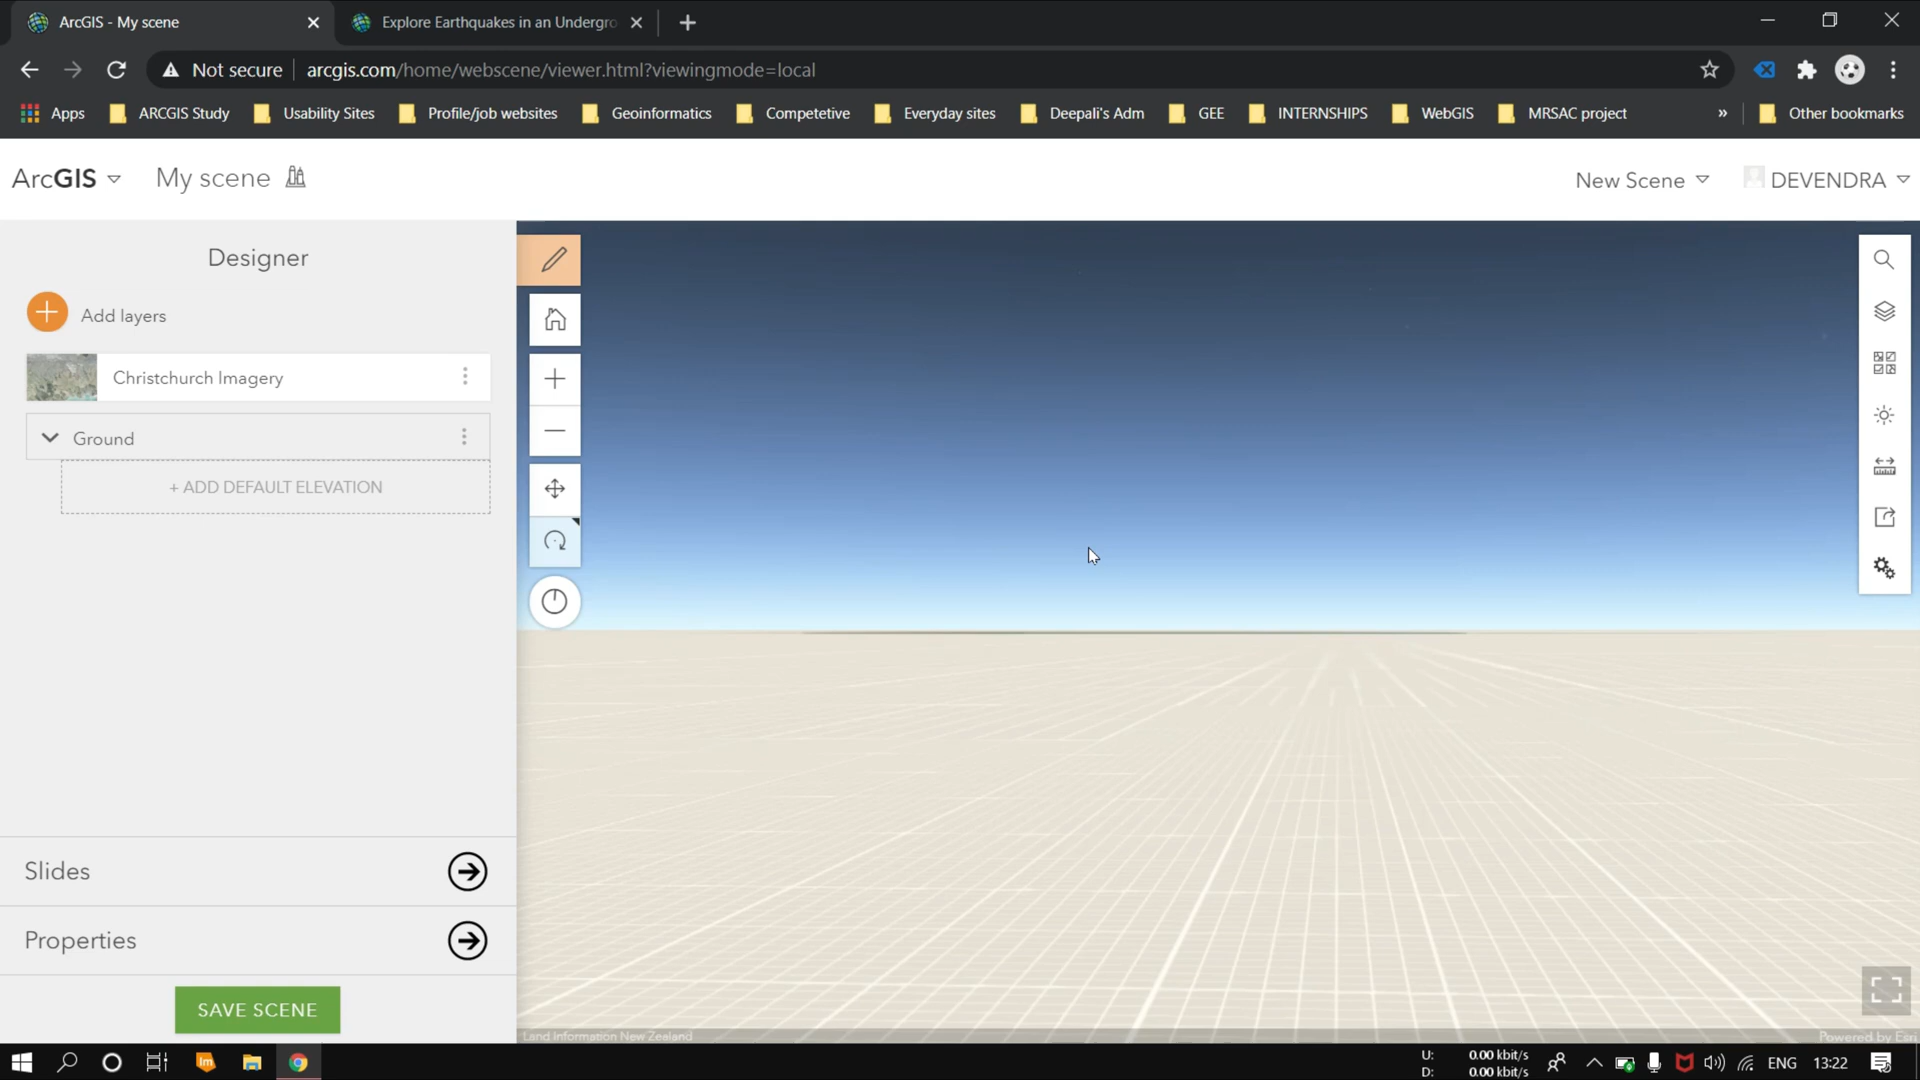 ArcGIS - My scene
Explore Earthquakes in an Undergro
Not secure
arcgis.com/home/webscene/viewer.html?viewingmode=local
Apps
ARCGIS Study
Usability Sites
Profile/job websites
Geoinformatics
Competetive
Everyday sites
Deepali's Adm
GEE
INTERNSHIPS
WebGIS
MRSAC project
»
Other bookmarks
ArcGIS
My scene
New Scene
DEVENDRA
Designer
Add layers
Christchurch Imagery
Ground
+ ADD DEFAULT ELEVATION
Slides
Properties
SAVE SCENE
Land Information New Zealand
Powered by Esri
U: 0.00 kbit/s
D: 0.00 kbit/s
ENG
13:22